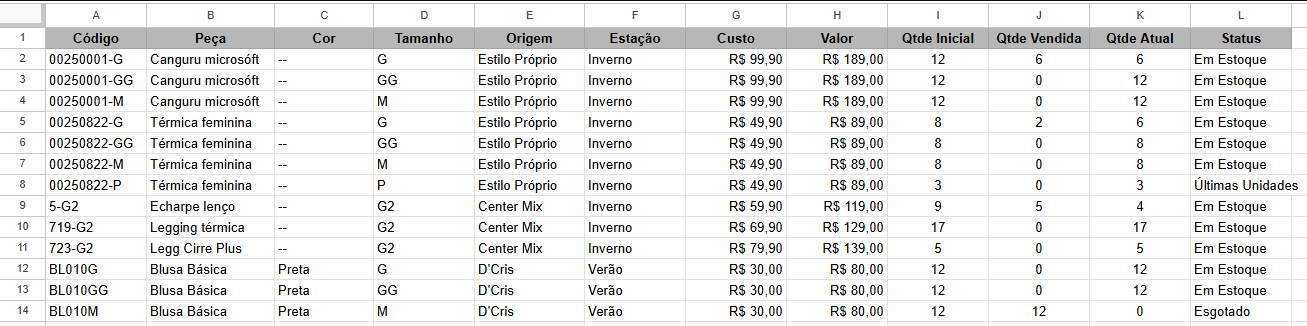 A B C D E F G H I J K L
1 Código Peça Cor Tamanho Origem Estação Custo Valor Qtde Inicial Qtde Vendida Qtde Atual Status
2 00250001-G Canguru microsóft -- G Estilo Próprio Inverno R$ 99,90 R$ 189,00 12 6 6 Em Estoque
3 00250001-GG Canguru microsóft -- GG Estilo Próprio Inverno R$ 99,90 R$ 189,00 12 0 12 Em Estoque
4 00250001-M Canguru microsóft -- M Estilo Próprio Inverno R$ 99,90 R$ 189,00 12 0 12 Em Estoque
5 00250822-G Térmica feminina -- G Estilo Próprio Inverno R$ 49,90 R$ 89,00 8 2 6 Em Estoque
6 00250822-GG Térmica feminina -- GG Estilo Próprio Inverno R$ 49,90 R$ 89,00 8 0 8 Em Estoque
7 00250822-M Térmica feminina -- M Estilo Próprio Inverno R$ 49,90 R$ 89,00 8 0 8 Em Estoque
8 00250822-P Térmica feminina -- P Estilo Próprio Inverno R$ 49,90 R$ 89,00 3 0 3 Últimas Unidades
9 5-G2 Echarpe lenço -- G2 Center Mix Inverno R$ 59,90 R$ 119,00 9 5 4 Em Estoque
10 719-G2 Legging térmica -- G2 Center Mix Inverno R$ 69,90 R$ 129,00 17 0 17 Em Estoque
11 723-G2 Legg Cirre Plus -- G2 Center Mix Inverno R$ 79,90 R$ 139,00 5 0 5 Em Estoque
12 BL010G Blusa Básica Preta G D'Cris Verão R$ 30,00 R$ 80,00 12 0 12 Em Estoque
13 BL010GG Blusa Básica Preta GG D'Cris Verão R$ 30,00 R$ 80,00 12 0 12 Em Estoque
14 BL010M Blusa Básica Preta M D'Cris Verão R$ 30,00 R$ 80,00 12 12 0 Esgotado